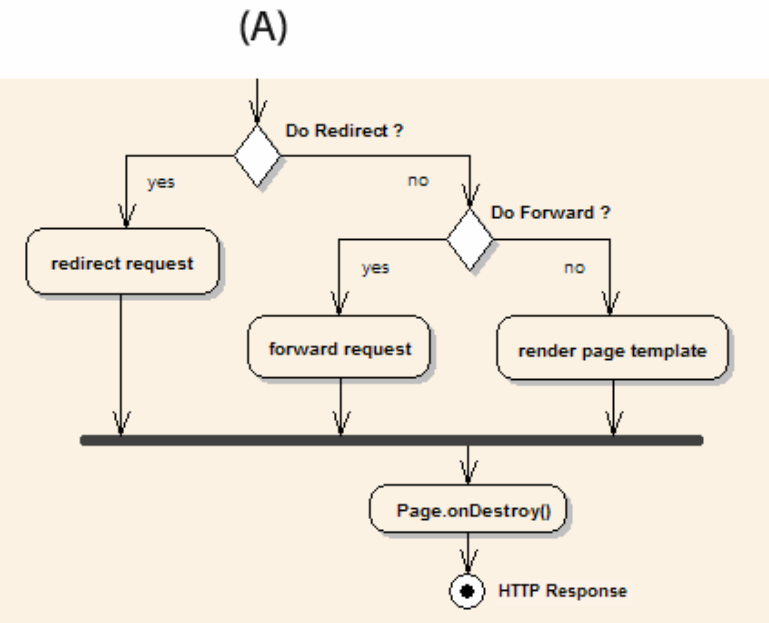 (A)
Do Redirect ?
yes
no
Do Forward ?
redirect request
yes
no
forward request
render page template
Page.onDestroy()
HTTP Response